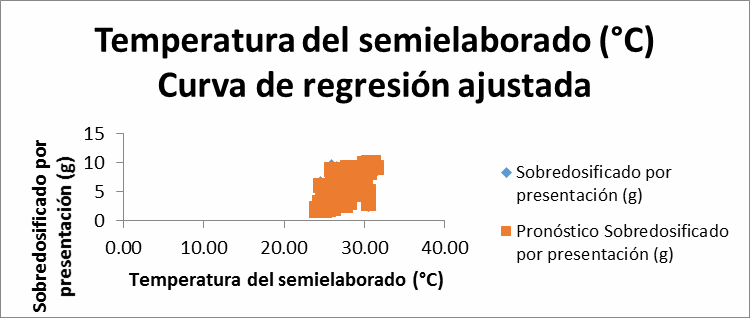 Temperatura del semielaborado (°C)
Curva de regresión ajustada
Sobredosificado por
presentación (g)
15
10
5
0
0.00 10.00 20.00 30.00 40.00
Temperatura del semielaborado (°C)
Sobredosificado por
presentación (g)
Pronóstico Sobredosificado
por presentación (g)